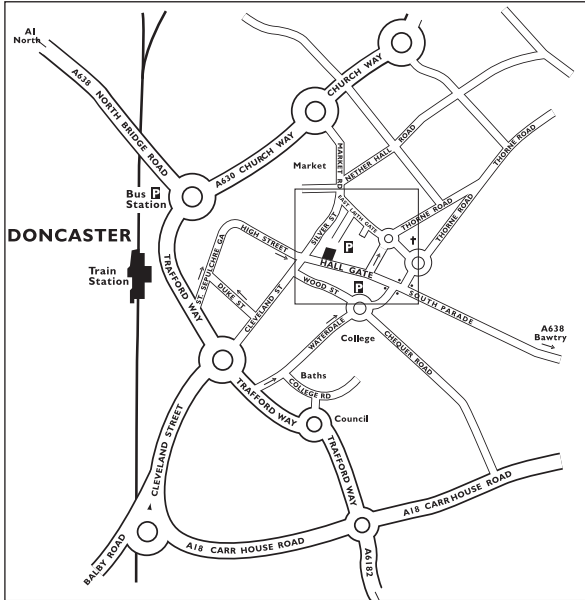 A1
North
A638 NORTH BRIDGE ROAD
CHURCH WAY
A630 CHURCH WAY
Market
MARKET RD
NETHER HALL ROAD
THORNE ROAD
THORNE ROAD
THORNE ROAD
Bus P
Station
EAST LAITH GATE
SILVER ST
HIGH STREET
DONCASTER
Train
Station
TRAFFORD WAY
ST. SEPULCHRE GA
DUKE ST
CLEVELAND ST
P
HALL GATE
WOOD ST
P
SOUTH PARADE
A638
Bawtry
WATERDALE
College
CHEQUER ROAD
Baths
COLLEGE RD
TRAFFORD WAY
Council
TRAFFORD WAY
CLEVELAND STREET
BALBY ROAD
A18 CARR HOUSE ROAD
A18 CARR HOUSE ROAD
A6182